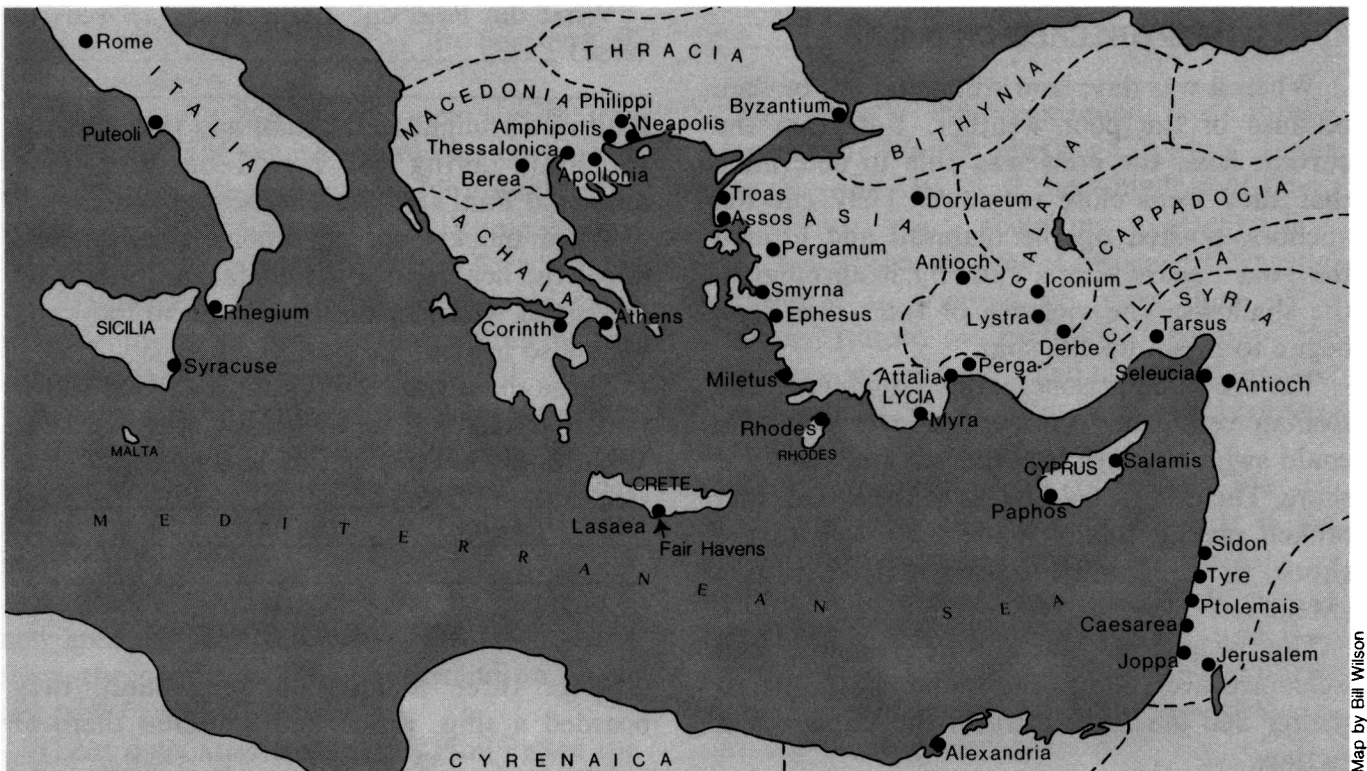 Rome
ITALIA
Puteoli
THRACIA
MACEDONIA
Philippi
Neapolis
Amphipolis
Thessalonica
Apollonia
Berea
Byzantium
BITHYNIA
Troas
Assos
ASIA
Dorylaeum
GALATIA
CAPPADOCIA
Pergamum
Antioch
Iconium
CILTCIA
SYRIA
Smyrna
Ephesus
Lystra
Derbe
Tarsus
ACHAIA
Rhegium
SICILIA
Syracuse
Corinth
Athens
Miletus
Attalia
Perga
LYCIA
Myra
Seleucia
Antioch
Rhodes
RHODES
MALTA
CRETE
Lasaea
Fair Havens
CYPRUS
Salamis
Paphos
MEDITERRANEAN SEA
Sidon
Tyre
Ptolemais
Caesarea
Joppa
Jerusalem
Alexandria
CYRENAICA
Map by Bill Wilson